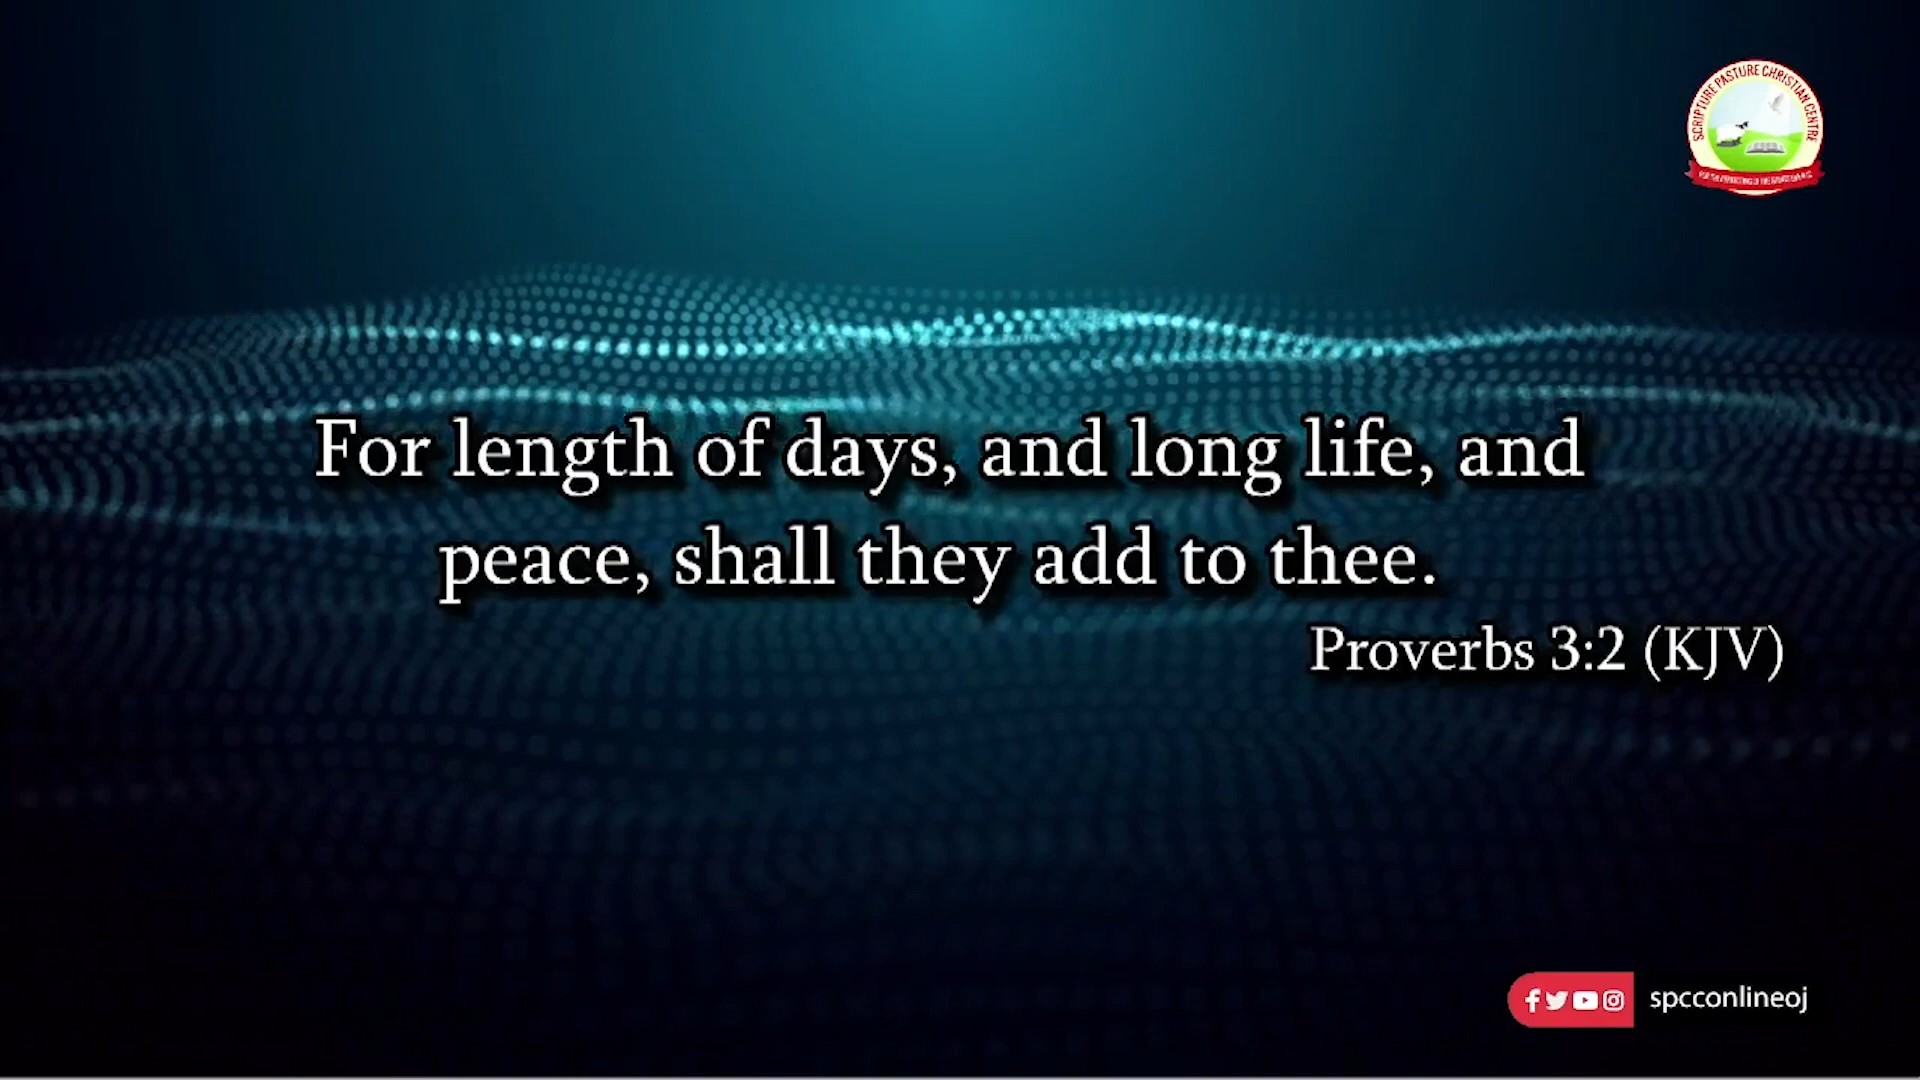 SCRIPTURE PASTURE CHRISTIAN CENTRE
For length of days, and long life, and
peace, shall they add to thee.
Proverbs 3:2 (KJV)
spcconlineoj